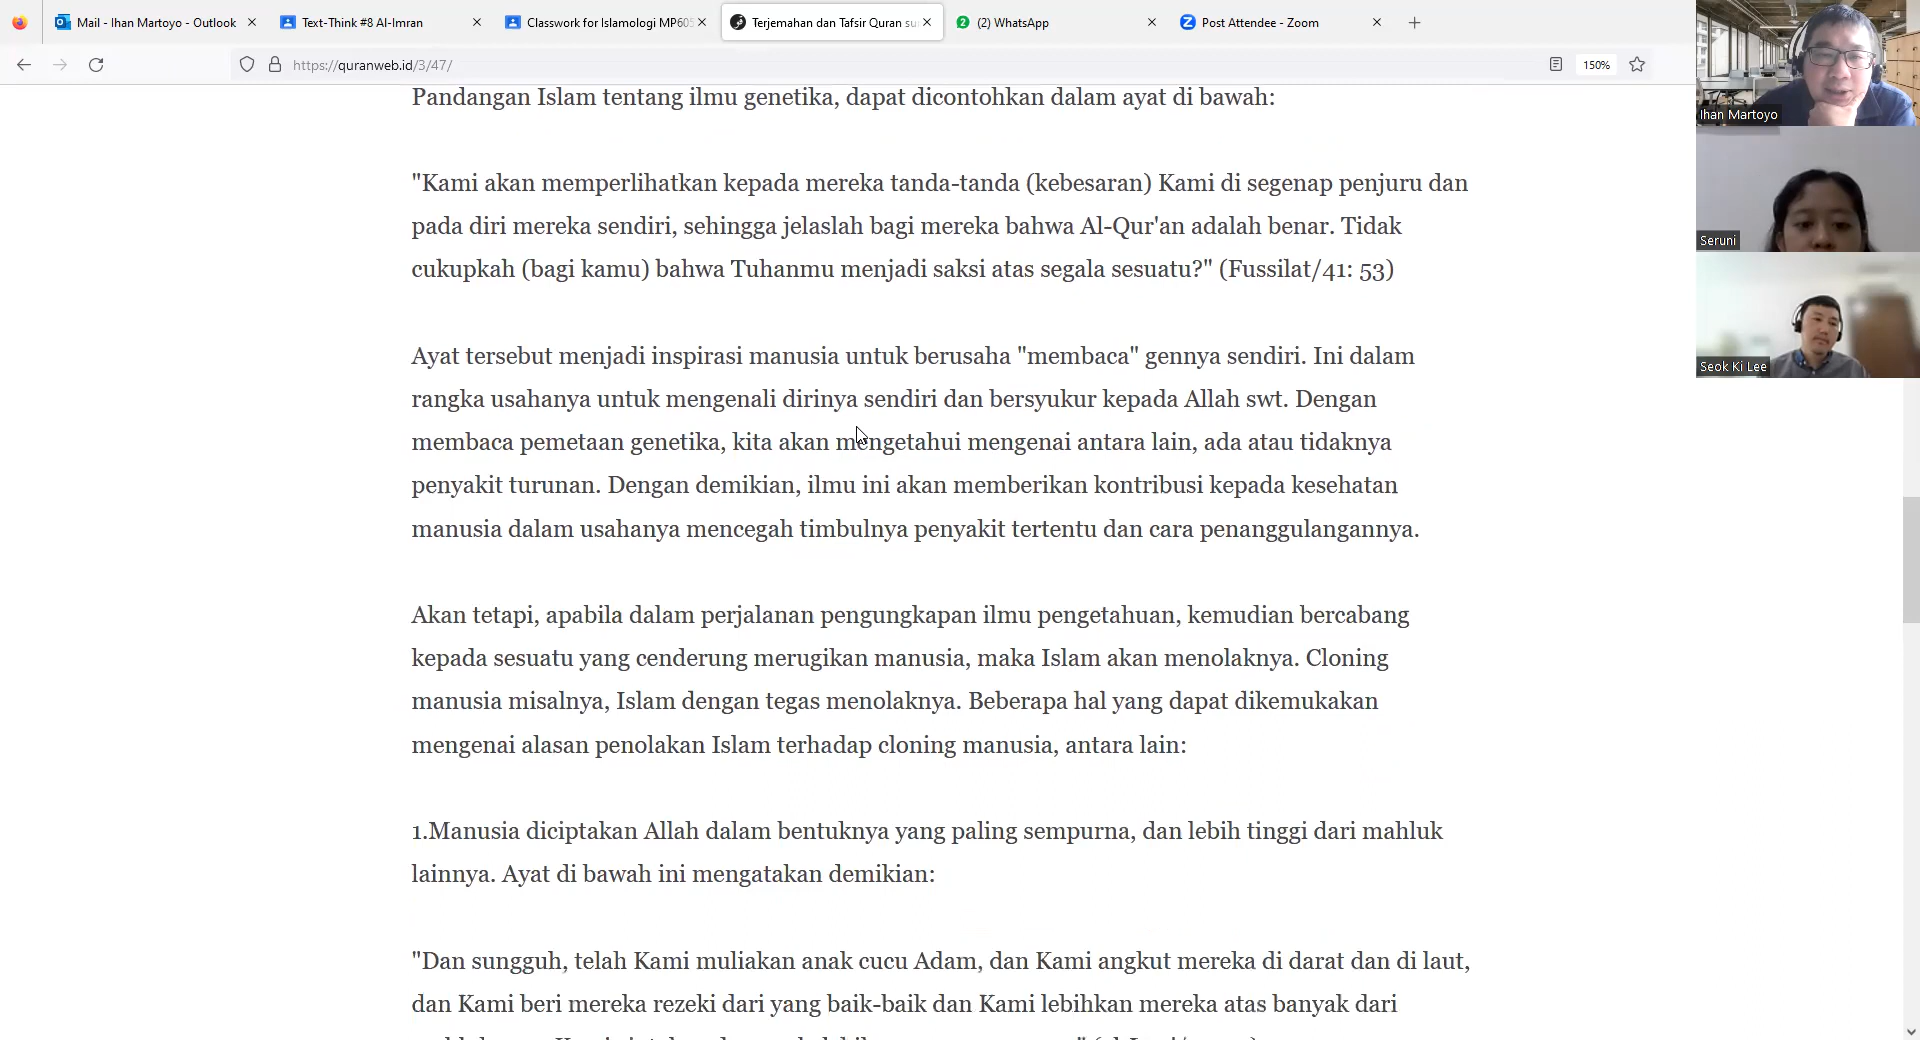 Mail - Ihan Martoyo - Outlook
Text-Think #8 Al-Imran
Classwork for Islamologi MP605
Terjemahan dan Tafsir Quran su
(2) WhatsApp
Post Attendee - Zoom
https://quranweb.id/3/47/
150%
Ihan Martoyo
Seruni
Seok Ki Lee
Pandangan Islam tentang ilmu genetika, dapat dicontohkan dalam ayat di bawah:
"Kami akan memperlihatkan kepada mereka tanda-tanda (kebesaran) Kami di segenap penjuru dan
pada diri mereka sendiri, sehingga jelaslah bagi mereka bahwa Al-Qur'an adalah benar. Tidak
cukupkah (bagi kamu) bahwa Tuhanmu menjadi saksi atas segala sesuatu?" (Fussilat/41: 53)
Ayat tersebut menjadi inspirasi manusia untuk berusaha "membaca" gennya sendiri. Ini dalam
rangka usahanya untuk mengenali dirinya sendiri dan bersyukur kepada Allah swt. Dengan
membaca pemetaan genetika, kita akan mengetahui mengenai antara lain, ada atau tidaknya
penyakit turunan. Dengan demikian, ilmu ini akan memberikan kontribusi kepada kesehatan
manusia dalam usahanya mencegah timbulnya penyakit tertentu dan cara penanggulangannya.
Akan tetapi, apabila dalam perjalanan pengungkapan ilmu pengetahuan, kemudian bercabang
kepada sesuatu yang cenderung merugikan manusia, maka Islam akan menolaknya. Cloning
manusia misalnya, Islam dengan tegas menolaknya. Beberapa hal yang dapat dikemukakan
mengenai alasan penolakan Islam terhadap cloning manusia, antara lain:
1.Manusia diciptakan Allah dalam bentuknya yang paling sempurna, dan lebih tinggi dari mahluk
lainnya. Ayat di bawah ini mengatakan demikian:
"Dan sungguh, telah Kami muliakan anak cucu Adam, dan Kami angkut mereka di darat dan di laut,
dan Kami beri mereka rezeki dari yang baik-baik dan Kami lebihkan mereka atas banyak dari